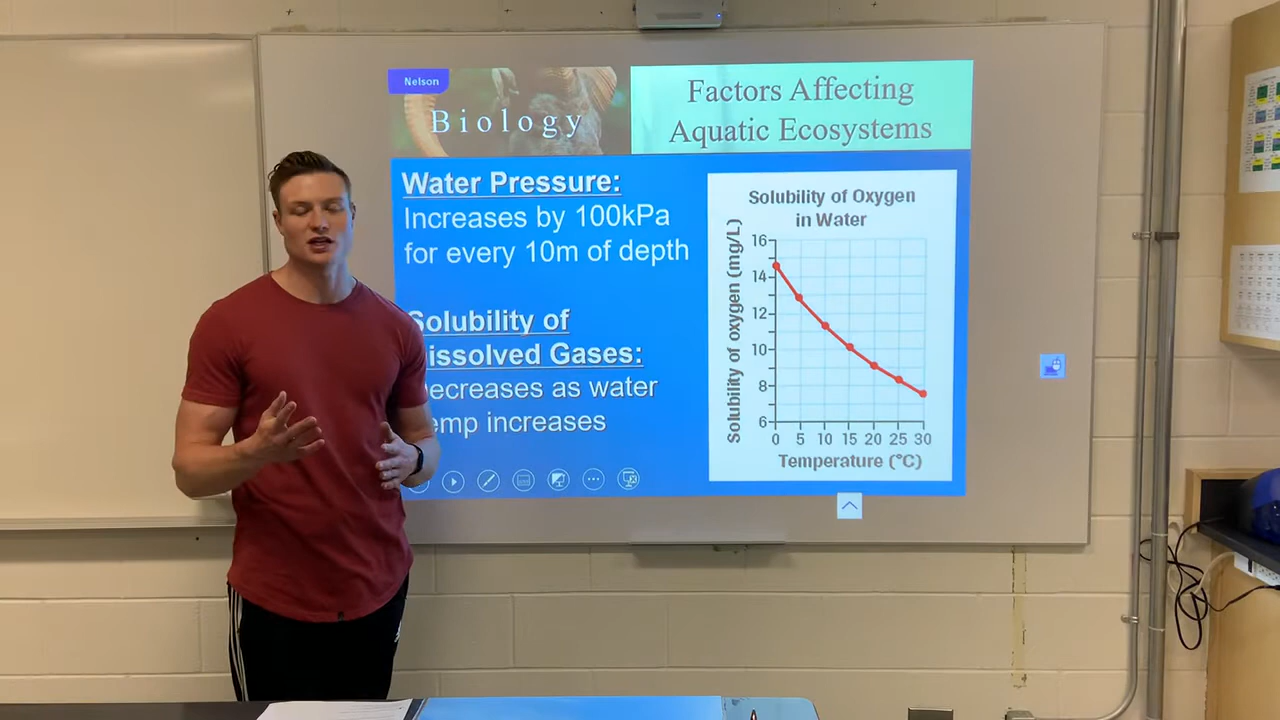 Nelson
Biology
Factors Affecting
Aquatic Ecosystems
Water Pressure:
Increases by 100kPa
for every 10m of depth
Solubility of
issolved Gases:
ecreases as water
emp increases
Solubility of Oxygen
in Water
Solubility of oxygen (mg/L)
16
14
12
10
8
6
0 5 10 15 20 25 30
Temperature (°C)